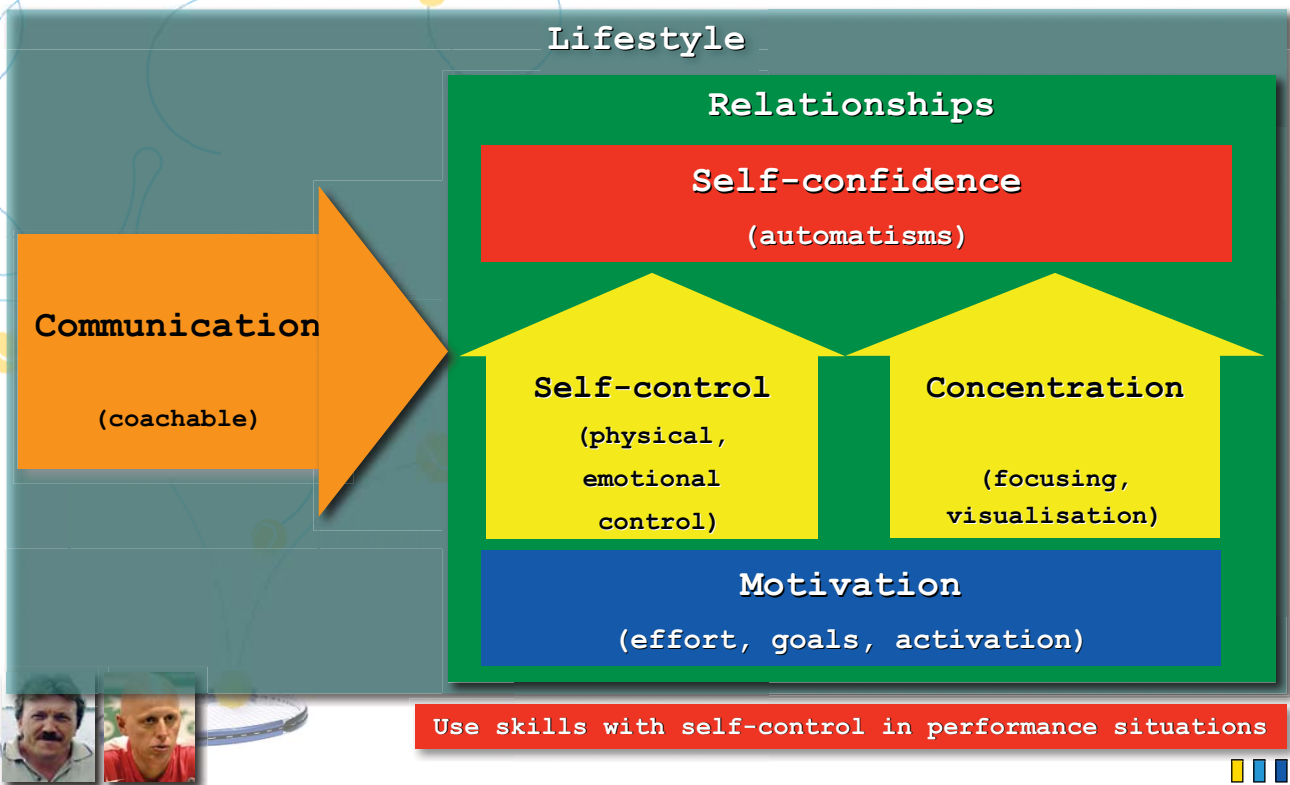 Lifestyle
Relationships
Self-confidence
(automatisms)
Communication
(coachable)
Self-control
(physical,
emotional
control)
Concentration
(focusing,
visualisation)
Motivation
(effort, goals, activation)
Use skills with self-control in performance situations